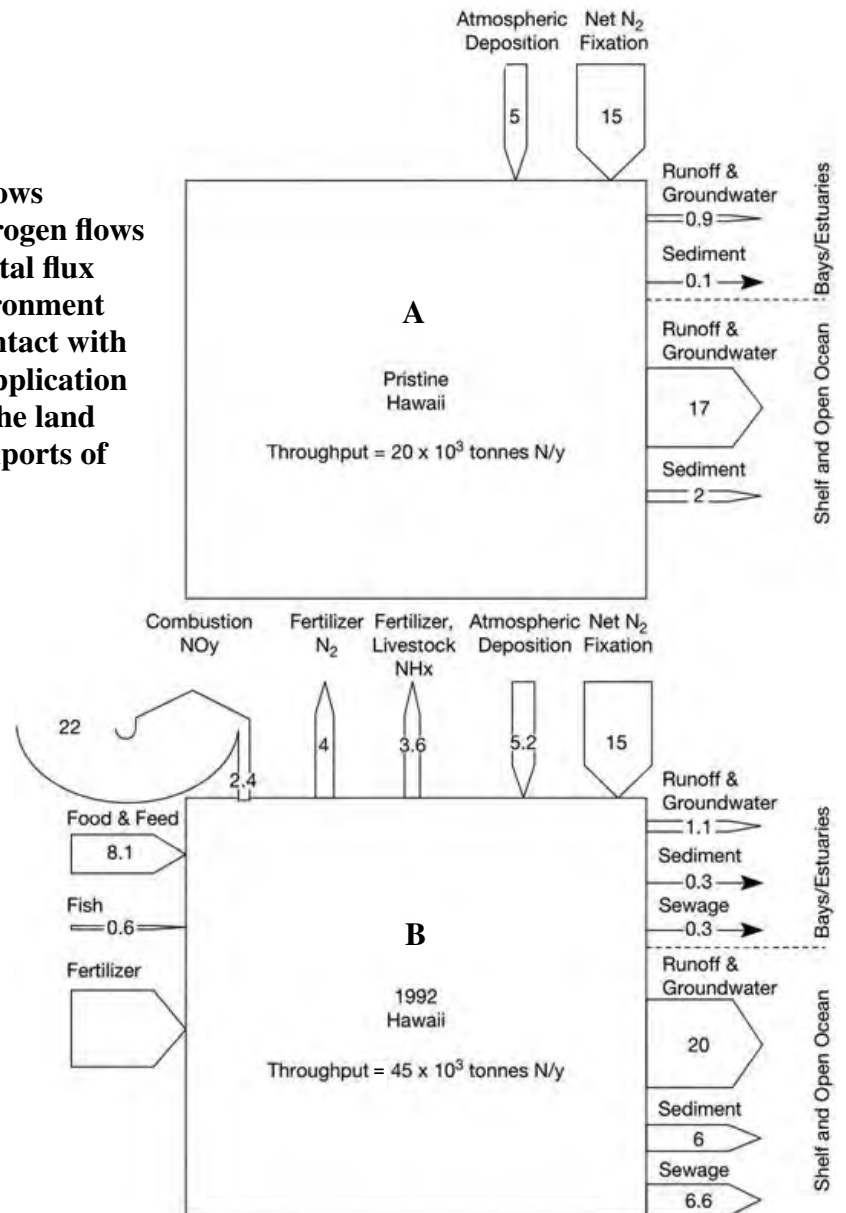 ows
rogen flows
tal flux
ronment
ntact with
pplication
he land
ports of
Atmospheric Deposition
Net N₂ Fixation
5
15
Runoff &
Groundwater
0.9
Sediment
0.1
Bays/Estuaries
A
Pristine
Hawaii
Throughput = 20 x 10³ tonnes N/y
Runoff &
Groundwater
17
Sediment
2
Shelf and Open Ocean
Combustion
NOy
Fertilizer
N₂
Fertilizer,
Livestock
NHx
Atmospheric
Deposition
Net N₂
Fixation
22
2.4
4
3.6
5.2
15
Food & Feed
8.1
Fish
0.6
Fertilizer
B
1992
Hawaii
Throughput = 45 x 10³ tonnes N/y
Runoff &
Groundwater
1.1
Sediment
0.3
Sewage
0.3
Bays/Estuaries
Runoff &
Groundwater
20
Sediment
6
Sewage
6.6
Shelf and Open Ocean